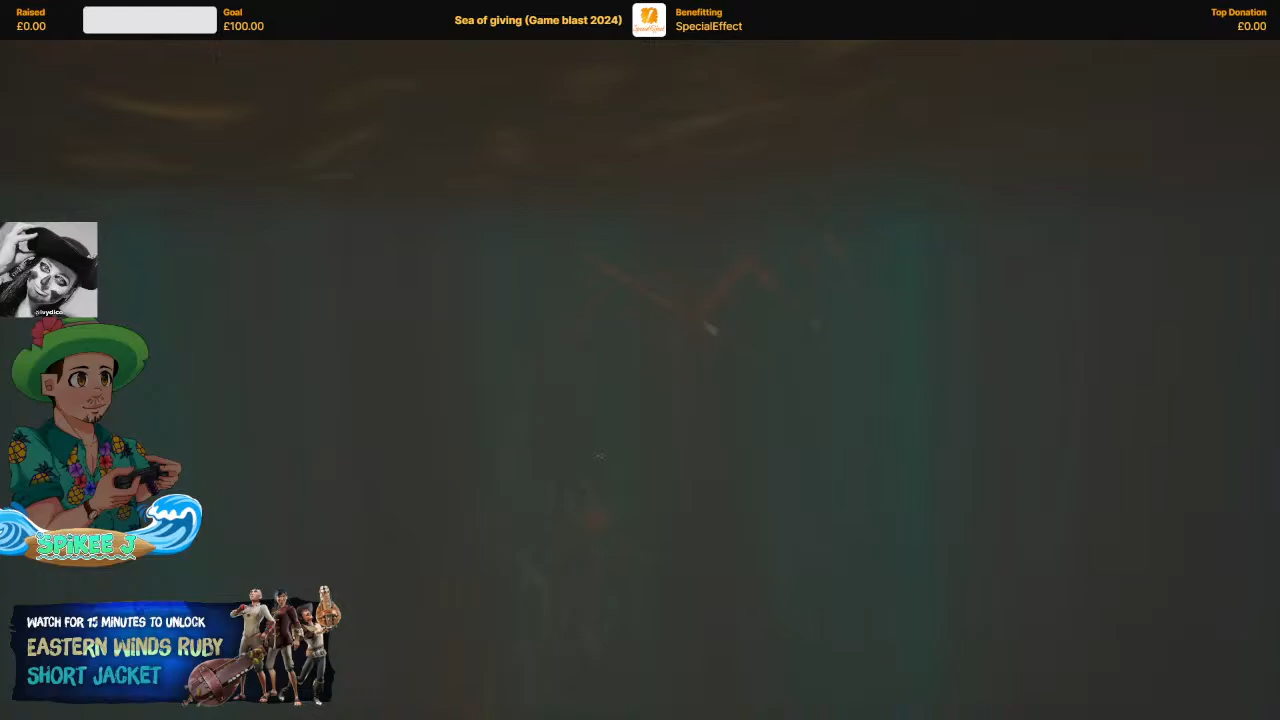 Raised
£0.00
Goal
£100.00
Sea of giving (Game blast 2024)
SpecialEffect
Benefitting
SpecialEffect
Top Donation
£0.00
SPIKEE J
WATCH FOR 15 MINUTES TO UNLOCK
EASTERN WINDS RUBY
SHORT JACKET